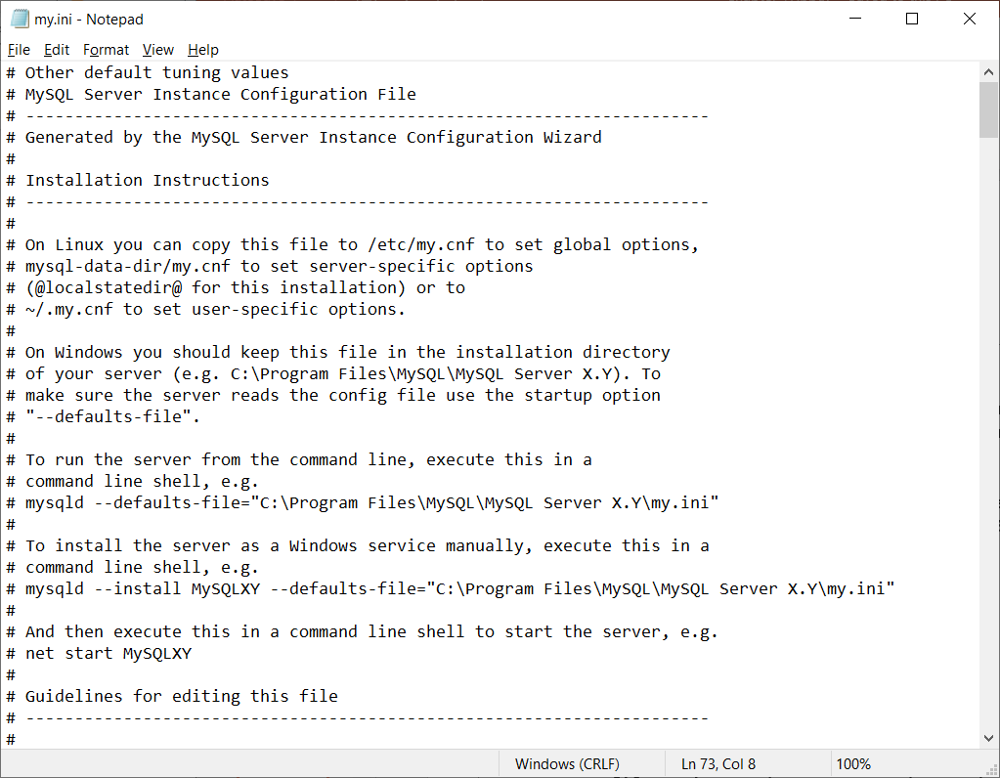 my.ini - Notepad
File Edit Format View Help
# Other default tuning values
# MySQL Server Instance Configuration File
# ----------------------------------------------------------------------
# Generated by the MySQL Server Instance Configuration Wizard
#
# Installation Instructions
# ----------------------------------------------------------------------
#
# On Linux you can copy this file to /etc/my.cnf to set global options,
# mysql-data-dir/my.cnf to set server-specific options
# (@localstatedir@ for this installation) or to
# ~/.my.cnf to set user-specific options.
#
# On Windows you should keep this file in the installation directory
# of your server (e.g. C:\Program Files\MySQL\MySQL Server X.Y). To
# make sure the server reads the config file use the startup option
# "--defaults-file".
#
# To run the server from the command line, execute this in a
# command line shell, e.g.
# mysqld --defaults-file="C:\Program Files\MySQL\MySQL Server X.Y\my.ini"
#
# To install the server as a Windows service manually, execute this in a
# command line shell, e.g.
# mysqld --install MySQLXY --defaults-file="C:\Program Files\MySQL\MySQL Server X.Y\my.ini"
#
# And then execute this in a command line shell to start the server, e.g.
# net start MySQLXY
#
# Guidelines for editing this file
# ----------------------------------------------------------------------
#
Windows (CRLF) Ln 73, Col 8 100%